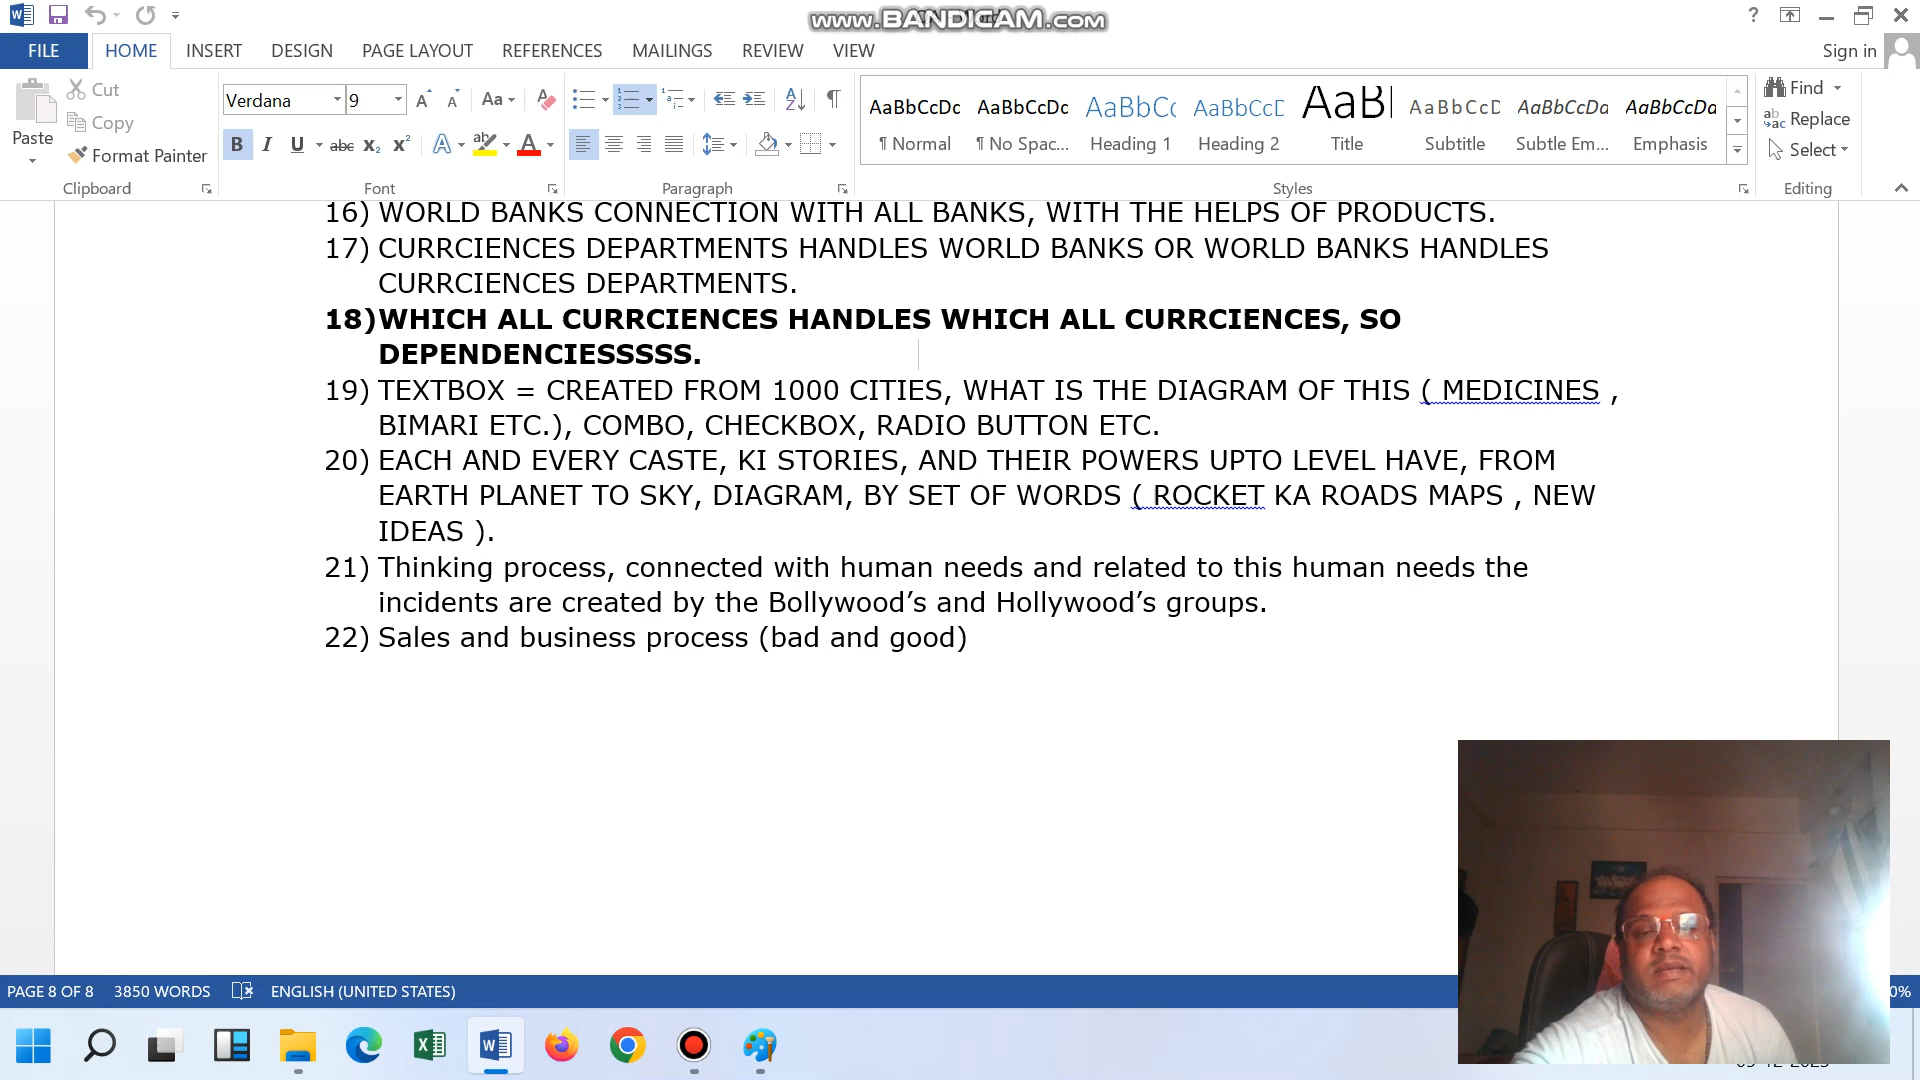 www.BANDICAM.com
FILE HOME INSERT DESIGN PAGE LAYOUT REFERENCES MAILINGS REVIEW VIEW Sign in
Paste Cut Copy Format Painter Clipboard
Verdana 9 Aa Font
Paragraph
AaBbCcDc AaBbCcDc AaBbC AaBbCcD AaB AaBbCcD AaBbCcDa AaBbCcDa
¶ Normal ¶ No Spac... Heading 1 Heading 2 Title Subtitle Subtle Em... Emphasis
Styles
Find Replace Select Editing
16) WORLD BANKS CONNECTION WITH ALL BANKS, WITH THE HELPS OF PRODUCTS.
17) CURRCIENCES DEPARTMENTS HANDLES WORLD BANKS OR WORLD BANKS HANDLES
CURRCIENCES DEPARTMENTS.
18)WHICH ALL CURRCIENCES HANDLES WHICH ALL CURRCIENCES, SO
DEPENDENCIESSSSS.
19) TEXTBOX = CREATED FROM 1000 CITIES, WHAT IS THE DIAGRAM OF THIS ( MEDICINES ,
BIMARI ETC.), COMBO, CHECKBOX, RADIO BUTTON ETC.
20) EACH AND EVERY CASTE, KI STORIES, AND THEIR POWERS UPTO LEVEL HAVE, FROM
EARTH PLANET TO SKY, DIAGRAM, BY SET OF WORDS ( ROCKET KA ROADS MAPS , NEW
IDEAS ).
21) Thinking process, connected with human needs and related to this human needs the
incidents are created by the Bollywood’s and Hollywood’s groups.
22) Sales and business process (bad and good)
PAGE 8 OF 8 3850 WORDS ENGLISH (UNITED STATES)